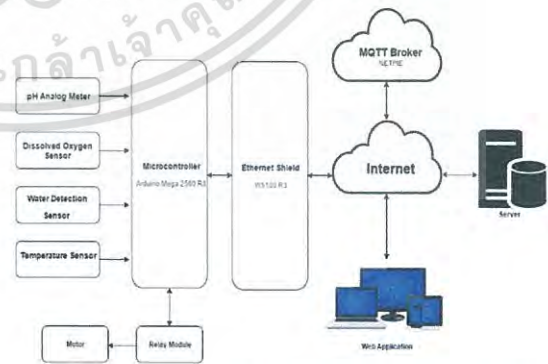 MQTT Broker
NETPIE
pH Analog Meter
Dissolved Oxygen
Sensor
Microcontroller
Arduino Mega 2560 R3
Ethernet Shield
W5100 R3
Internet
Water Detection
Sensor
Server
Temperature Sensor
Motor
Relay Module
Web Application